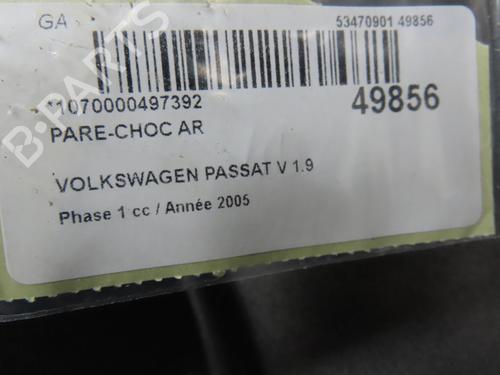 GA 53470901 49856
*1070000497392 49856
PARE-CHOC AR
VOLKSWAGEN PASSAT V 1.9
Phase 1 cc / Année 2005
B-PARTS